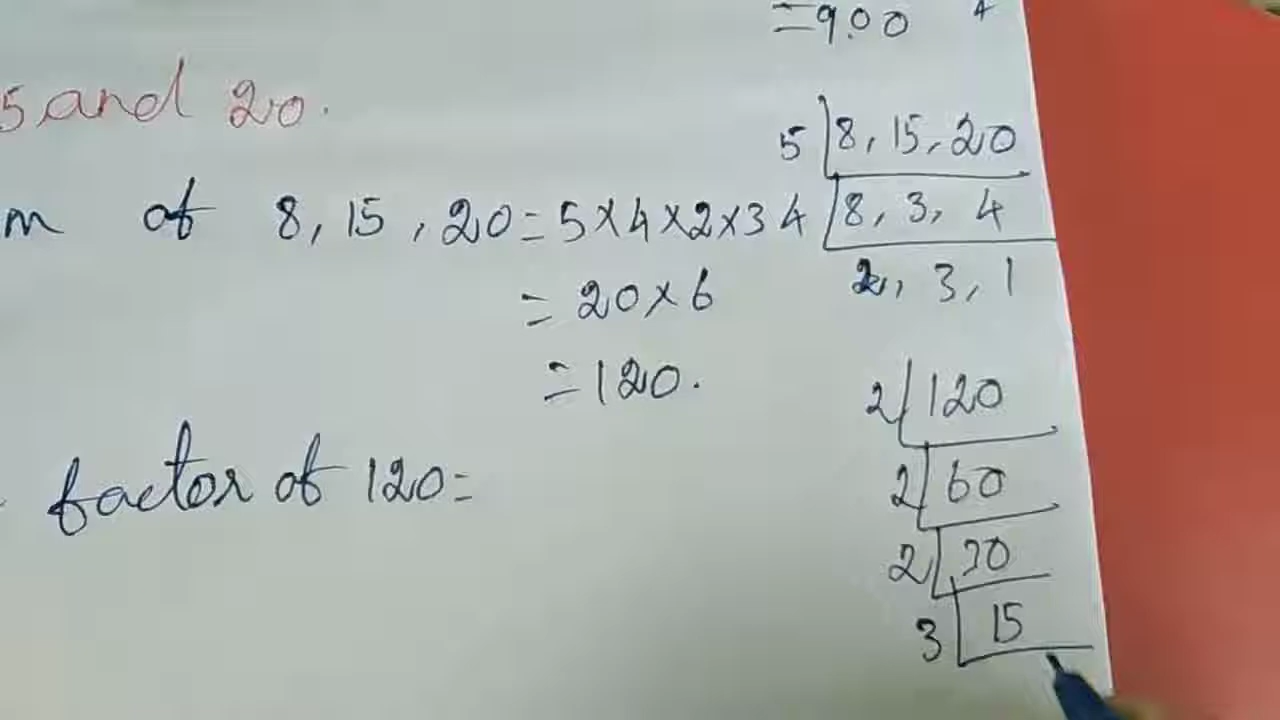 =900
5 and 20.
m of 8, 15, 20 = 5×4×2×3
= 20×6
= 120.
factor of 120 =
5 | 8, 15, 20
4 | 8, 3, 4
2, 3, 1
2 | 120
2 | 60
2 | 30
3 | 15